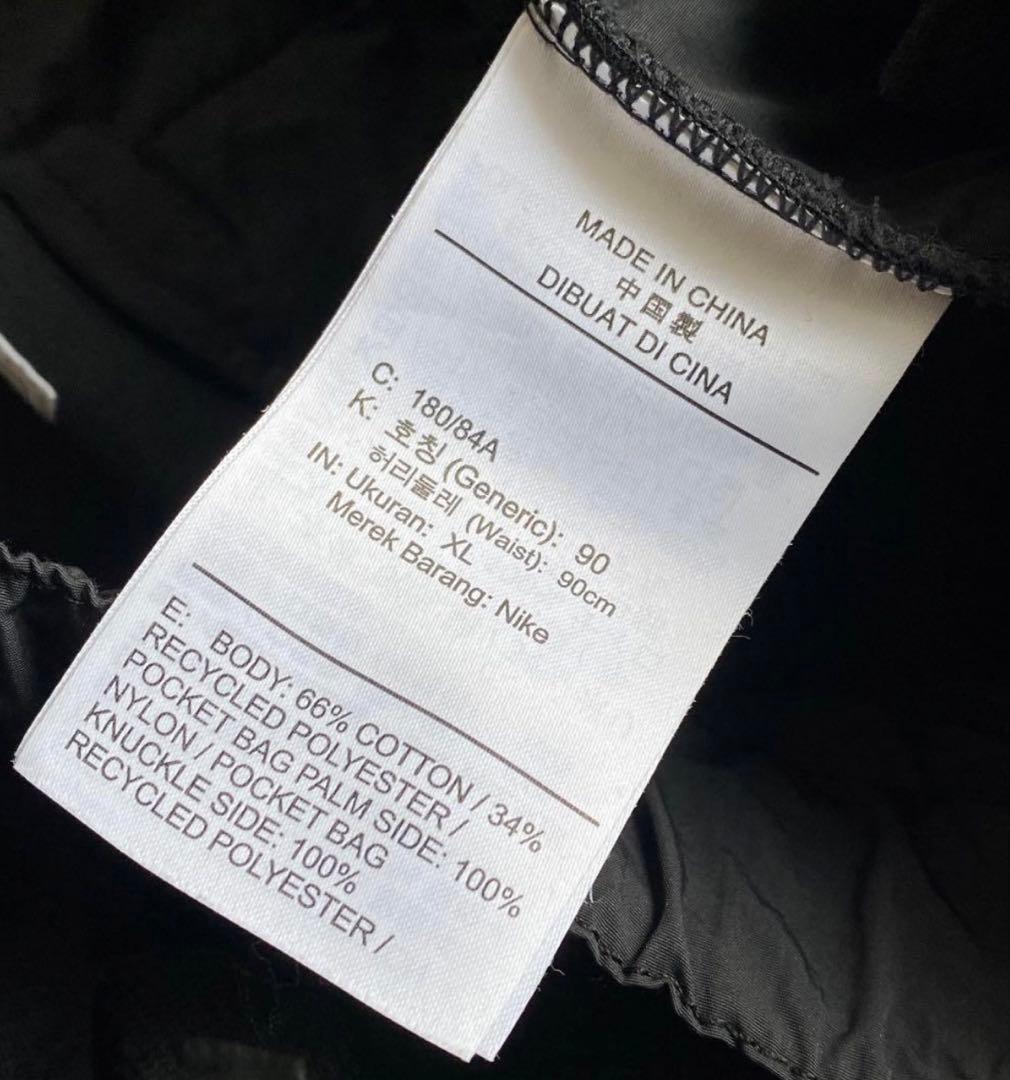 MADE IN CHINA
中国製
DIBUAT DI CINA
C: 180/84A
K: 호칭 (Generic): 90
허리둘레 (Waist): 90cm
IN: Ukuran: XL
Merek Barang: Nike
E: BODY: 66% COTTON / 34%
RECYCLED POLYESTER /
POCKET BAG PALM SIDE: 100%
NYLON / POCKET BAG
KNUCKLE SIDE: 100%
RECYCLED POLYESTER /